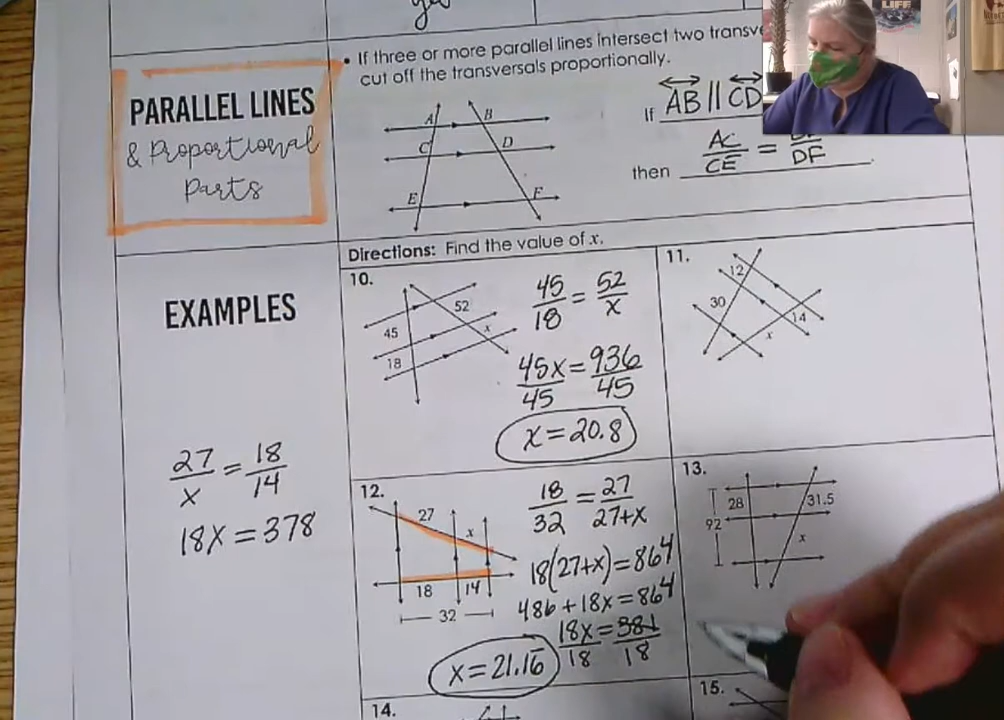 LIFE
PARALLEL LINES
& Proportional
Parts
• If three or more parallel lines intersect two
cut off the transversals proportionally.
A B
C D
E F
If AB || CD
then AC/CE = /DF
EXAMPLES
27/x = 18/14
18x = 378
Directions: Find the value of x.
10.
52
45
x
18
45/18 = 52/x
45x/45 = 936/45
x = 20.8
11.
12
30
14
x
12.
27
x
18 14
32
18/32 = 27/27+x
18(27+x) = 864
486 + 18x = 864
18x/18 = 381/18
x = 21.16
13.
28
31.5
92
x
14.
15.